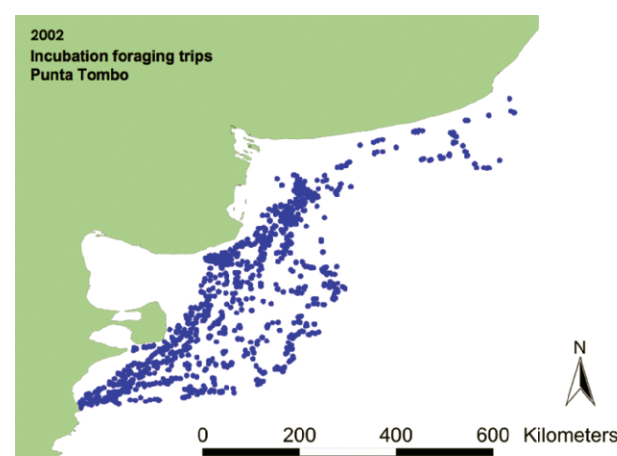 2002
Incubation foraging trips
Punta Tombo
N
0 200 400 600 Kilometers